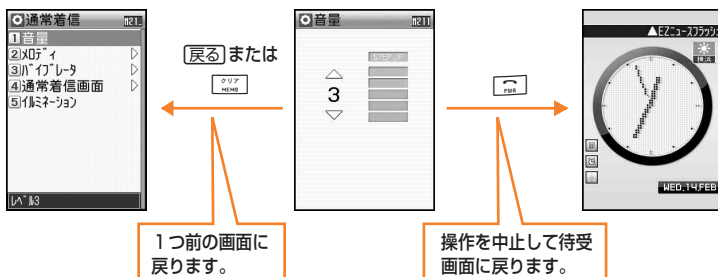 通常着信 M21_
1音量
2ﾒﾛﾃﾞｨ
3ﾊﾞｲﾌﾞﾚｰﾀ
4通常着信画面
5ｲﾙﾐﾈｰｼｮﾝ
ﾚﾍﾞﾙ3
戻るまたは
クリア
MEMO
1つ前の画面に
戻ります。
音量 M211
STEP UP
3
PWR
操作を中止して待受
画面に戻ります。
▲EZﾆｭｰｽﾌﾗｯｼｭ
横浜
WED.14.FEB